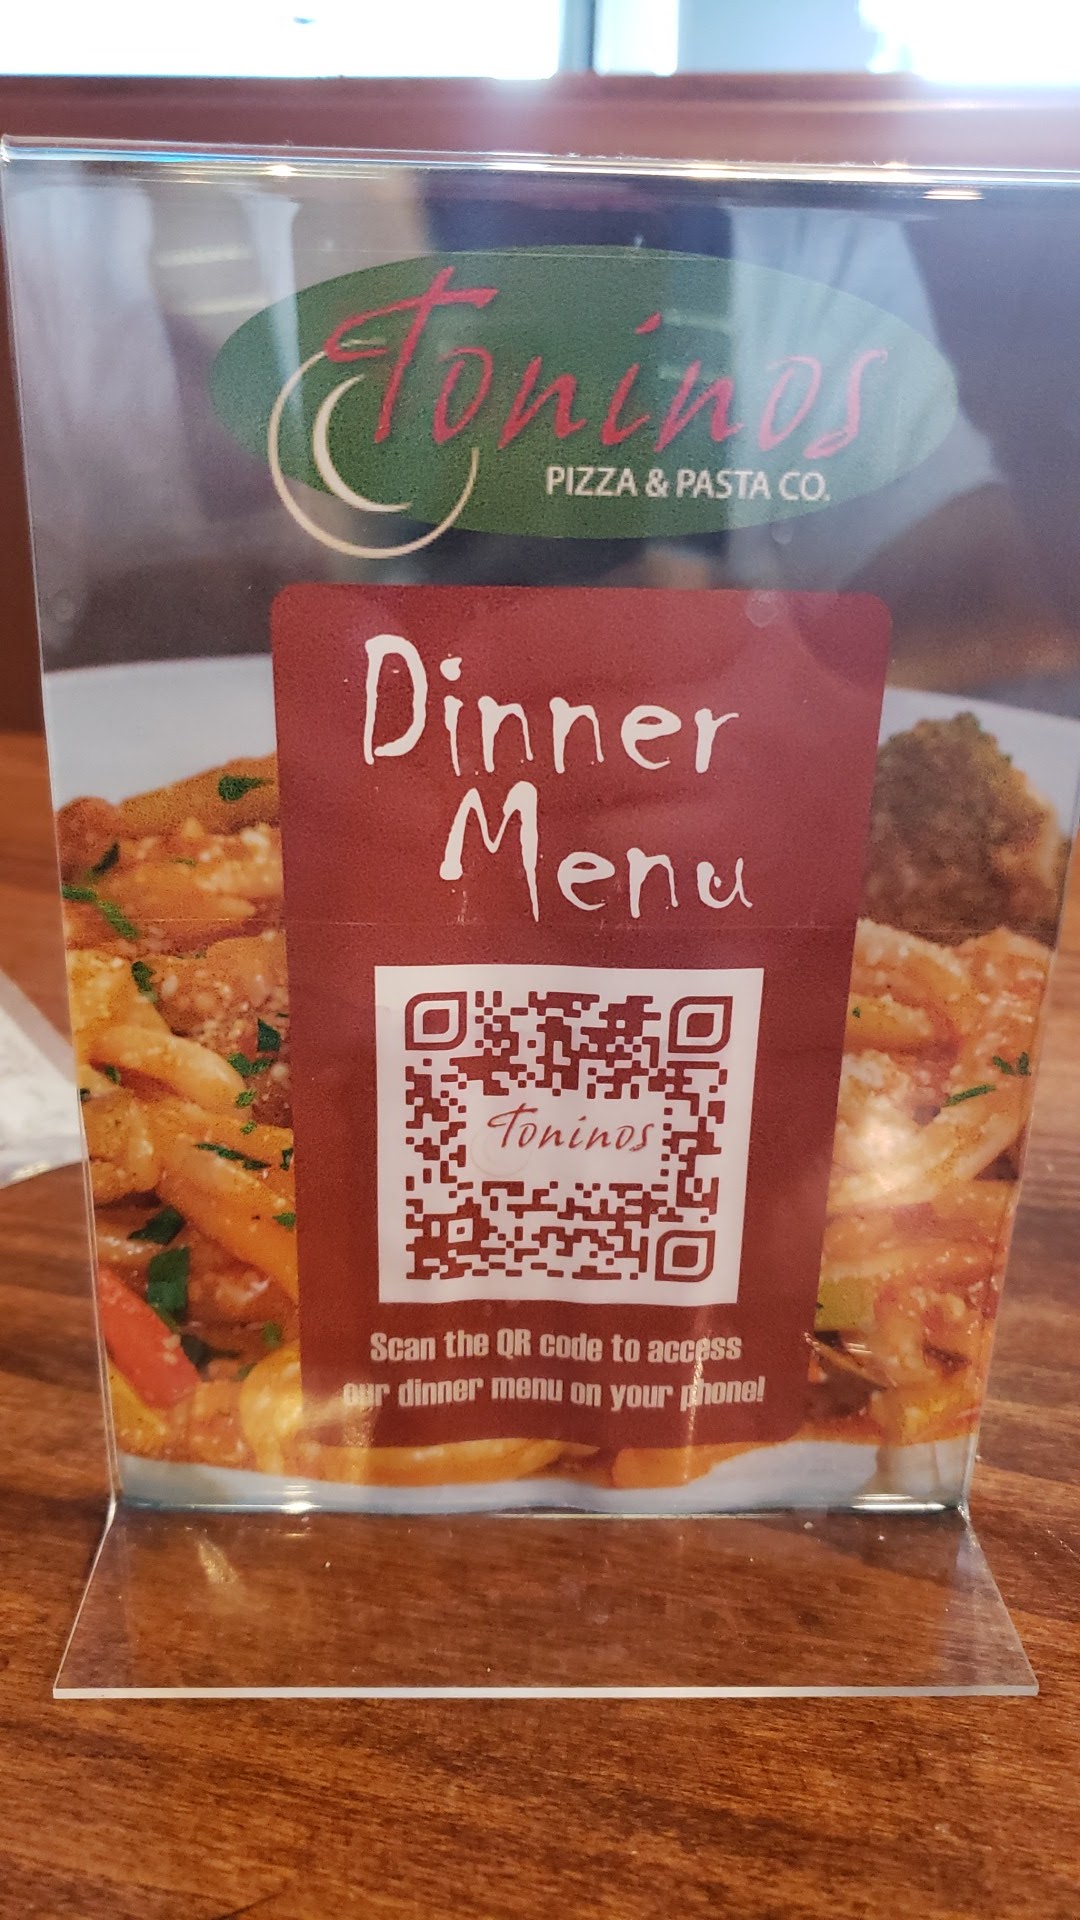 Toninos
PIZZA & PASTA CO.
Dinner
Menu
Toninos
Scan the QR code to access
our dinner menu on your phone!